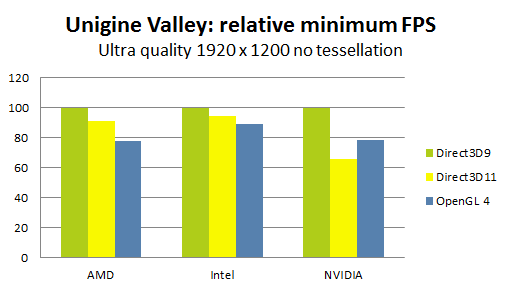 Unigine Valley: relative minimum FPS
Ultra quality 1920 x 1200 no tessellation
120
100
80
60
40
20
0
AMD
Intel
NVIDIA
Direct3D9
Direct3D11
OpenGL 4